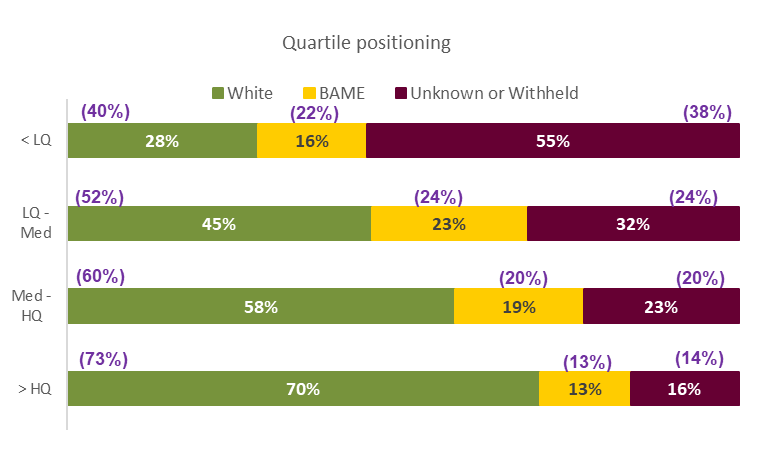 Quartile positioning
White BAME Unknown or Withheld
(40%) (22%) (38%)
< LQ 28% 16% 55%
(52%) (24%) (24%)
LQ -
Med
45% 23% 32%
(60%) (20%) (20%)
Med -
HQ
58% 19% 23%
(73%) (13%) (14%)
> HQ 70% 13% 16%